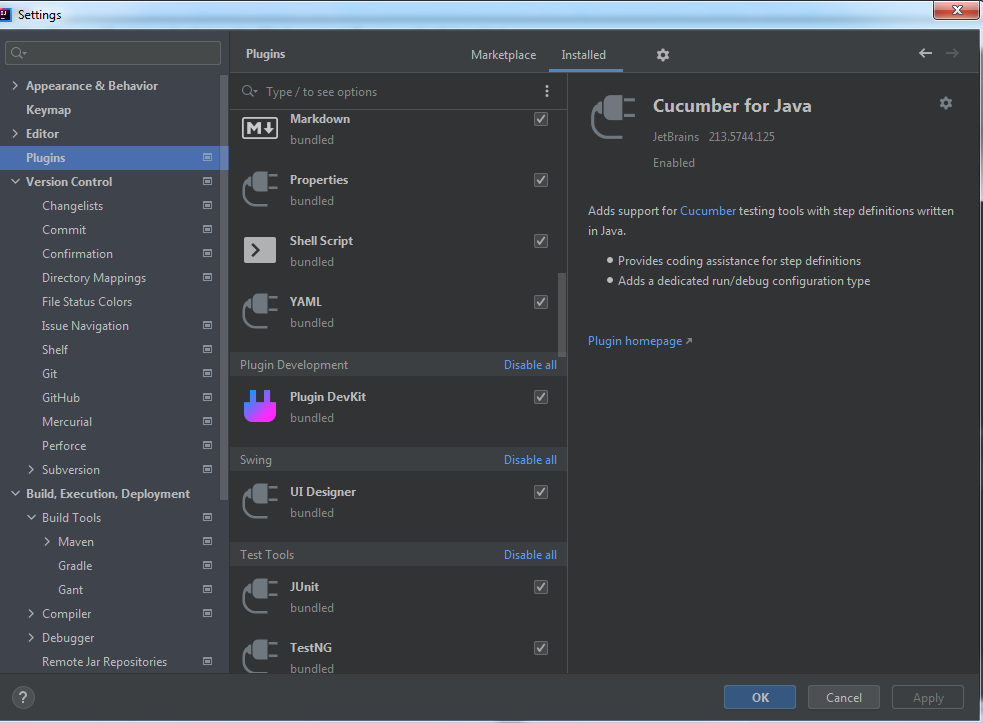 Settings
Plugins
Marketplace
Installed
Appearance & Behavior
Keymap
Editor
Plugins
Version Control
Changelists
Commit
Confirmation
Directory Mappings
File Status Colors
Issue Navigation
Shelf
Git
GitHub
Mercurial
Perforce
Subversion
Build, Execution, Deployment
Build Tools
Maven
Gradle
Gant
Compiler
Debugger
Remote Jar Repositories
Type / to see options
Markdown
bundled
Properties
bundled
Shell Script
bundled
YAML
bundled
Plugin Development Disable all
Plugin DevKit
bundled
Swing Disable all
UI Designer
bundled
Test Tools Disable all
JUnit
bundled
TestNG
bundled
Cucumber for Java
JetBrains 213.5744.125
Enabled
Adds support for Cucumber testing tools with step definitions written
in Java.
Provides coding assistance for step definitions
Adds a dedicated run/debug configuration type
Plugin homepage
?
OK
Cancel
Apply